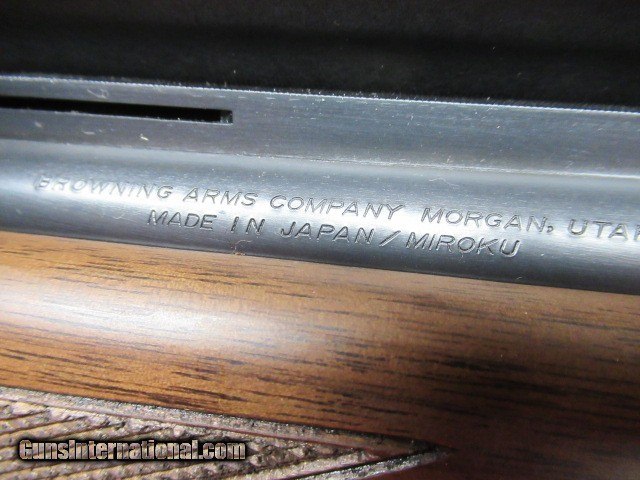 BROWNING ARMS COMPANY MORGAN, UTAH
MADE IN JAPAN/MIROKU
GunsInternational.com